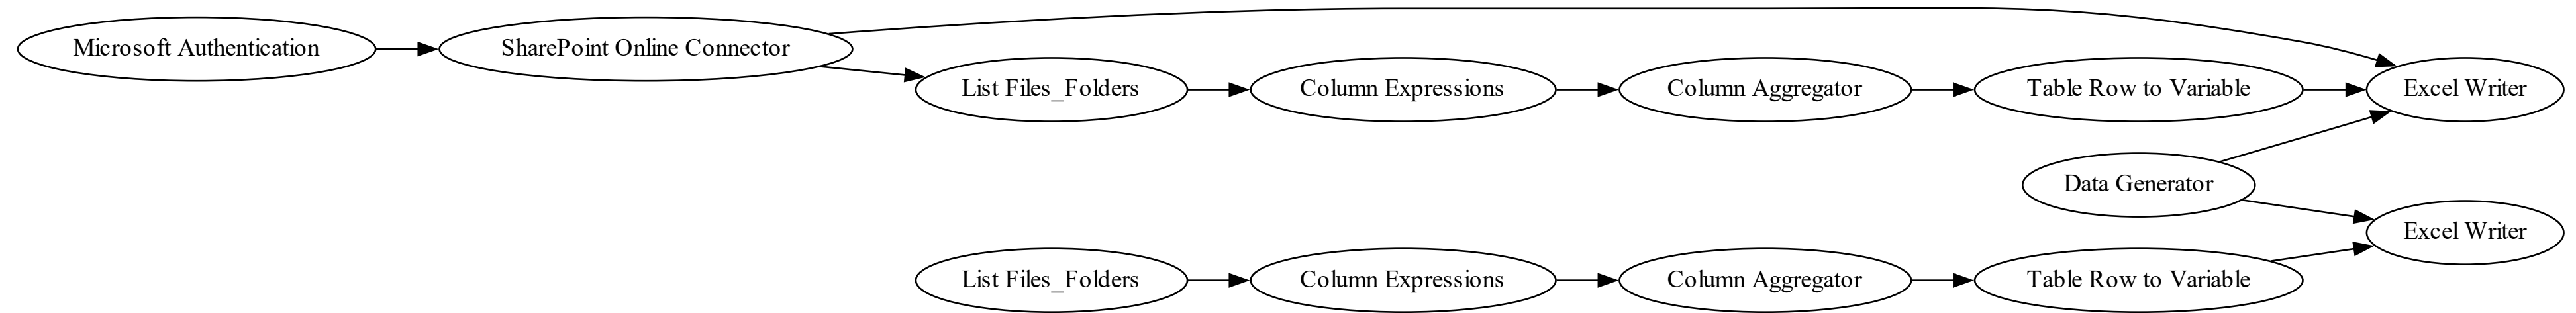 Microsoft Authentication
SharePoint Online Connector
List Files_Folders
Column Expressions
Column Aggregator
Table Row to Variable
Excel Writer
Data Generator
Excel Writer
List Files_Folders
Column Expressions
Column Aggregator
Table Row to Variable